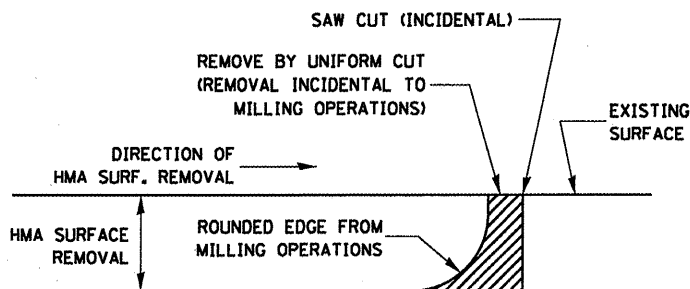 SAW CUT (INCIDENTAL)
REMOVE BY UNIFORM CUT
(REMOVAL INCIDENTAL TO
MILLING OPERATIONS)
EXISTING
SURFACE
DIRECTION OF
HMA SURF. REMOVAL
HMA SURFACE
REMOVAL
ROUNDED EDGE FROM
MILLING OPERATIONS